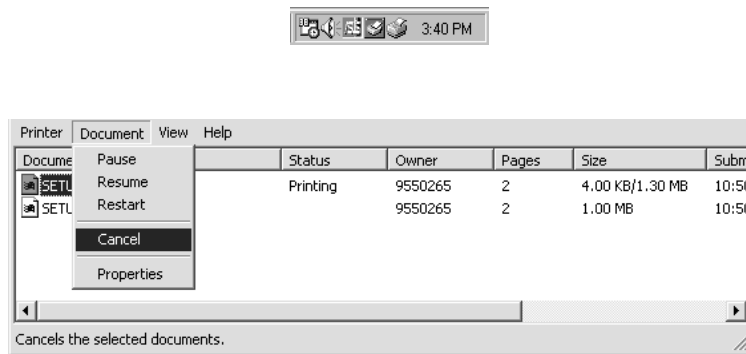 3:40 PM
Printer Document View Help
Docume Status Owner Pages Size Subm
Pause
Resume
Restart
Cancel
Properties
SETU Printing 9550265 2 4.00 KB/1.30 MB 10:50
SETU 9550265 2 1.00 MB 10:50
Cancels the selected documents.